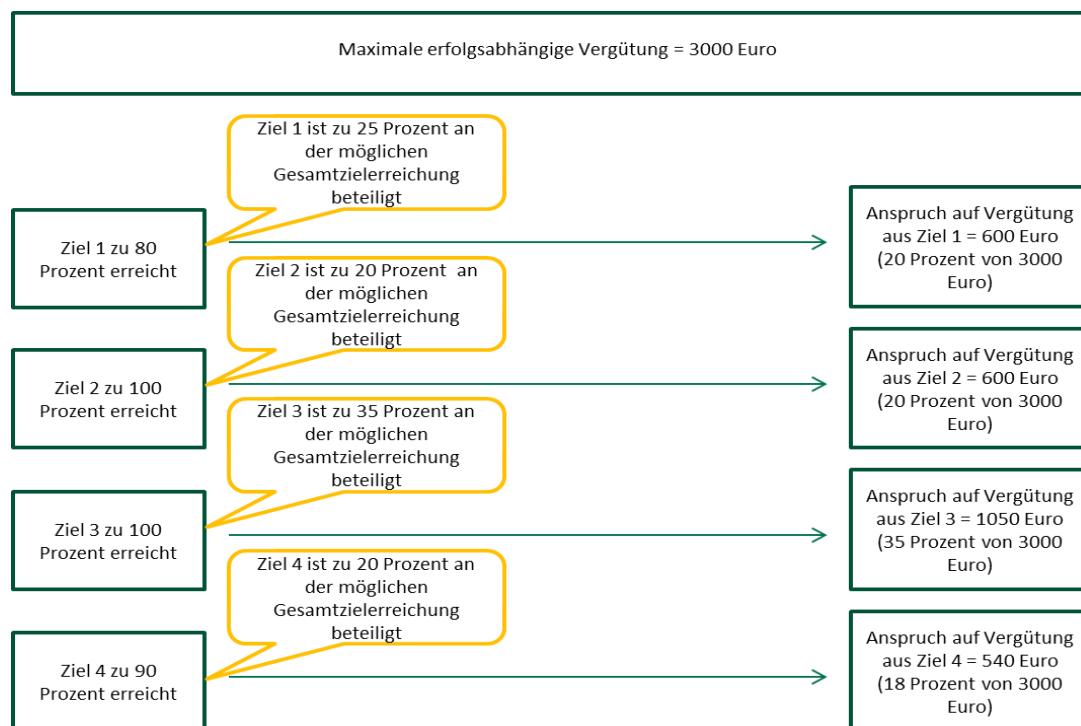 Maximale erfolgsabhängige Vergütung = 3000 Euro
Ziel 1 ist zu 25 Prozent an
der möglichen
Gesamtzielerreichung
beteiligt
Ziel 1 zu 80
Prozent erreicht
Anspruch auf Vergütung
aus Ziel 1 = 600 Euro
(20 Prozent von 3000
Euro)
Ziel 2 ist zu 20 Prozent an
der möglichen
Gesamtzielerreichung
beteiligt
Ziel 2 zu 100
Prozent erreicht
Anspruch auf Vergütung
aus Ziel 2 = 600 Euro
(20 Prozent von 3000
Euro)
Ziel 3 ist zu 35 Prozent an
der möglichen
Gesamtzielerreichung
beteiligt
Ziel 3 zu 100
Prozent erreicht
Anspruch auf Vergütung
aus Ziel 3 = 1050 Euro
(35 Prozent von 3000
Euro)
Ziel 4 ist zu 20 Prozent an
der möglichen
Gesamtzielerreichung
beteiligt
Ziel 4 zu 90
Prozent erreicht
Anspruch auf Vergütung
aus Ziel 4 = 540 Euro
(18 Prozent von 3000
Euro)